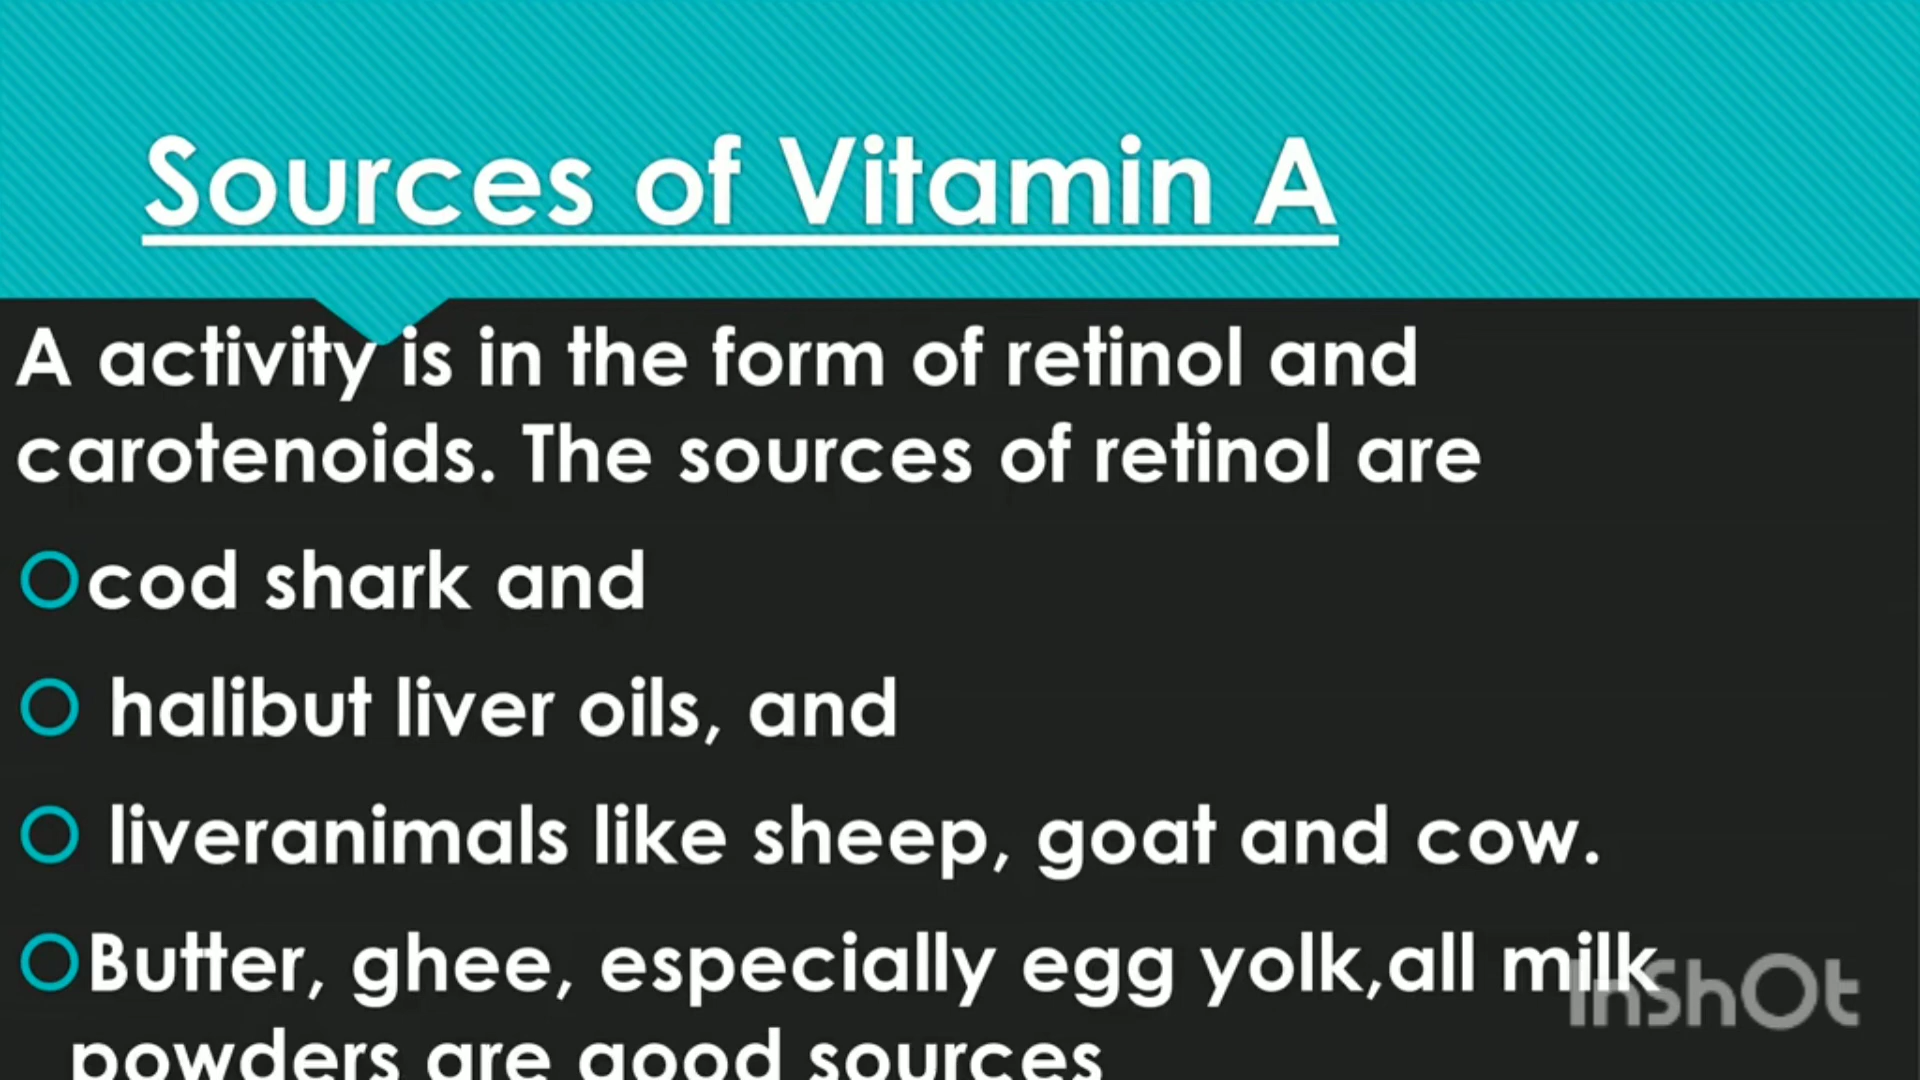 Sources of Vitamin A
A activity is in the form of retinol and
carotenoids. The sources of retinol are
cod shark and
halibut liver oils, and
liveranimals like sheep, goat and cow.
Butter, ghee, especially egg yolk,all milk
powders are good sources
InShOt